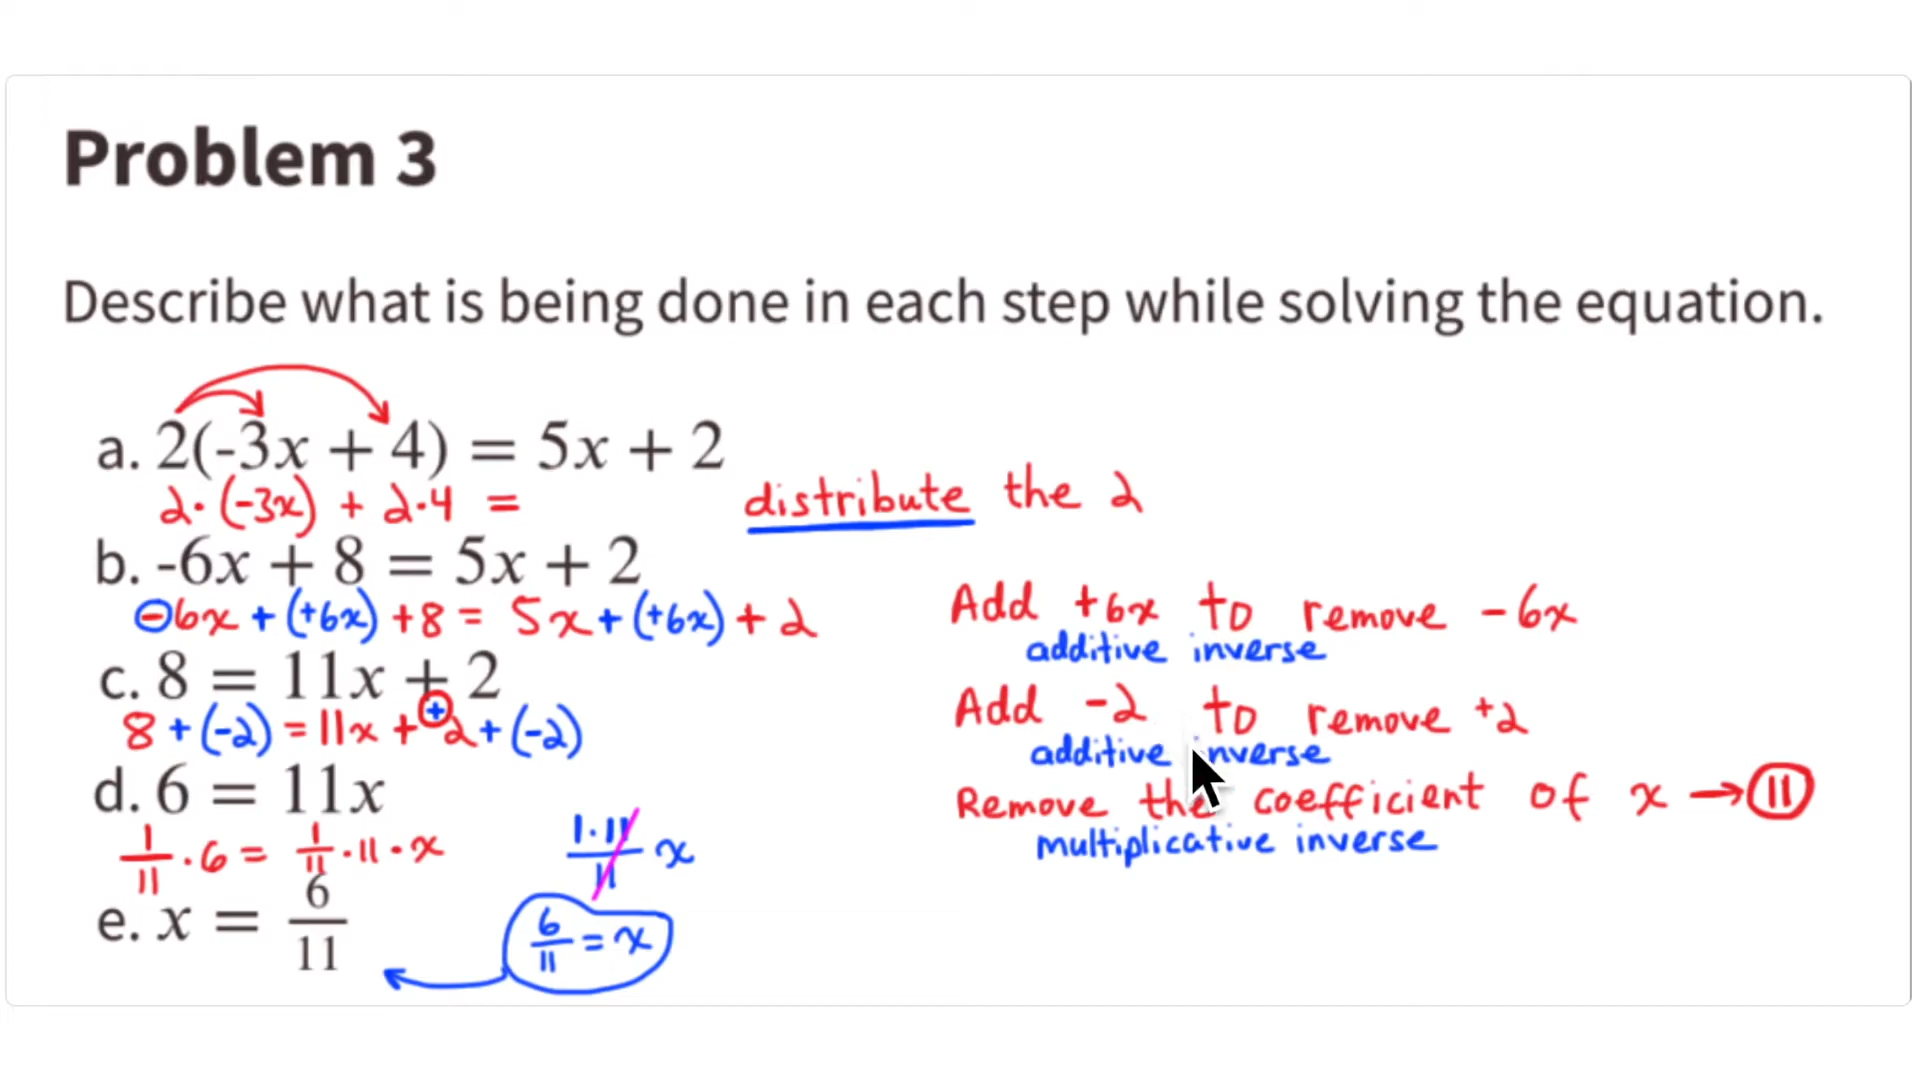 Problem 3
Describe what is being done in each step while solving the equation.
a. 2(-3x + 4) = 5x + 2
2·(-3x) + 2·4 =
distribute the 2
b. -6x + 8 = 5x + 2
-6x + (+6x) + 8 = 5x + (+6x) + 2
Add +6x to remove -6x
additive inverse
c. 8 = 11x + 2
8 + (-2) = 11x + +2 + (-2)
Add -2 to remove +2
additive inverse
d. 6 = 11x
Remove the coefficient of x → 11
multiplicative inverse
1/11 · 6 = 1/11 · 11 · x
1·11/11 x
e. x = 6/11
6/11 = x